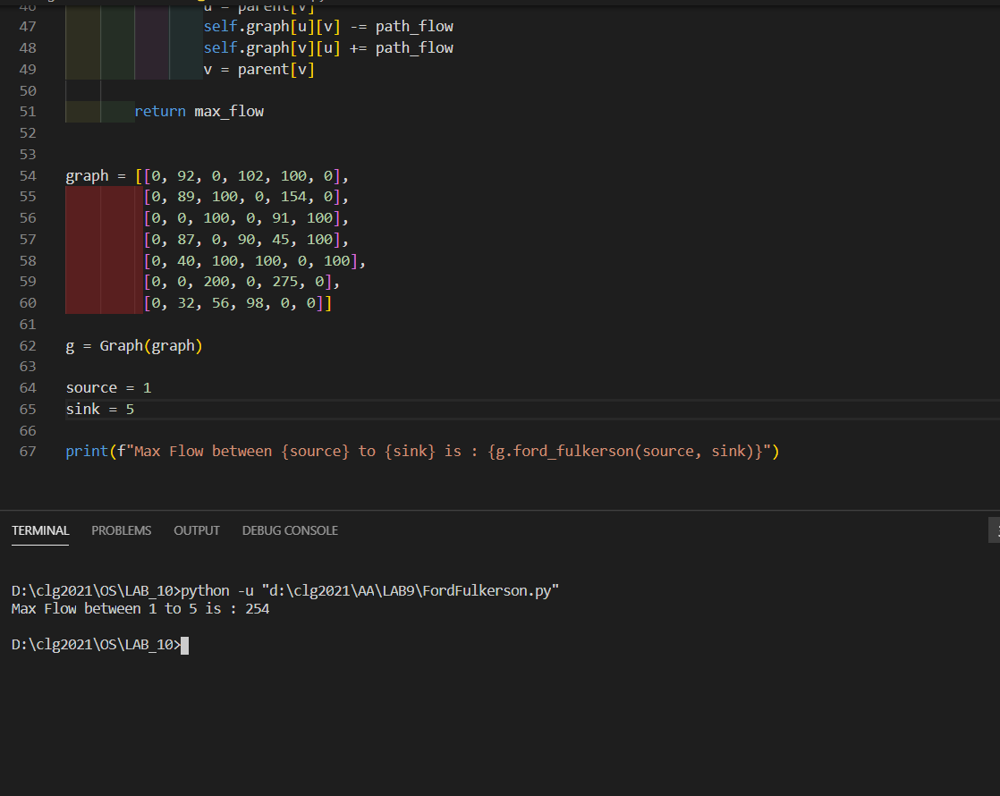 46 u = parent[v]
47 self.graph[u][v] -= path_flow
48 self.graph[v][u] += path_flow
49 v = parent[v]
50
51 return max_flow
52
53
54 graph = [[0, 92, 0, 102, 100, 0],
55 [0, 89, 100, 0, 154, 0],
56 [0, 0, 100, 0, 91, 100],
57 [0, 87, 0, 90, 45, 100],
58 [0, 40, 100, 100, 0, 100],
59 [0, 0, 200, 0, 275, 0],
60 [0, 32, 56, 98, 0, 0]]
61
62 g = Graph(graph)
63
64 source = 1
65 sink = 5
66
67 print(f"Max Flow between {source} to {sink} is : {g.ford_fulkerson(source, sink)}")
TERMINAL PROBLEMS OUTPUT DEBUG CONSOLE
D:\clg2021\OS\LAB_10>python -u "d:\clg2021\AA\LAB9\FordFulkerson.py"
Max Flow between 1 to 5 is : 254
D:\clg2021\OS\LAB_10>